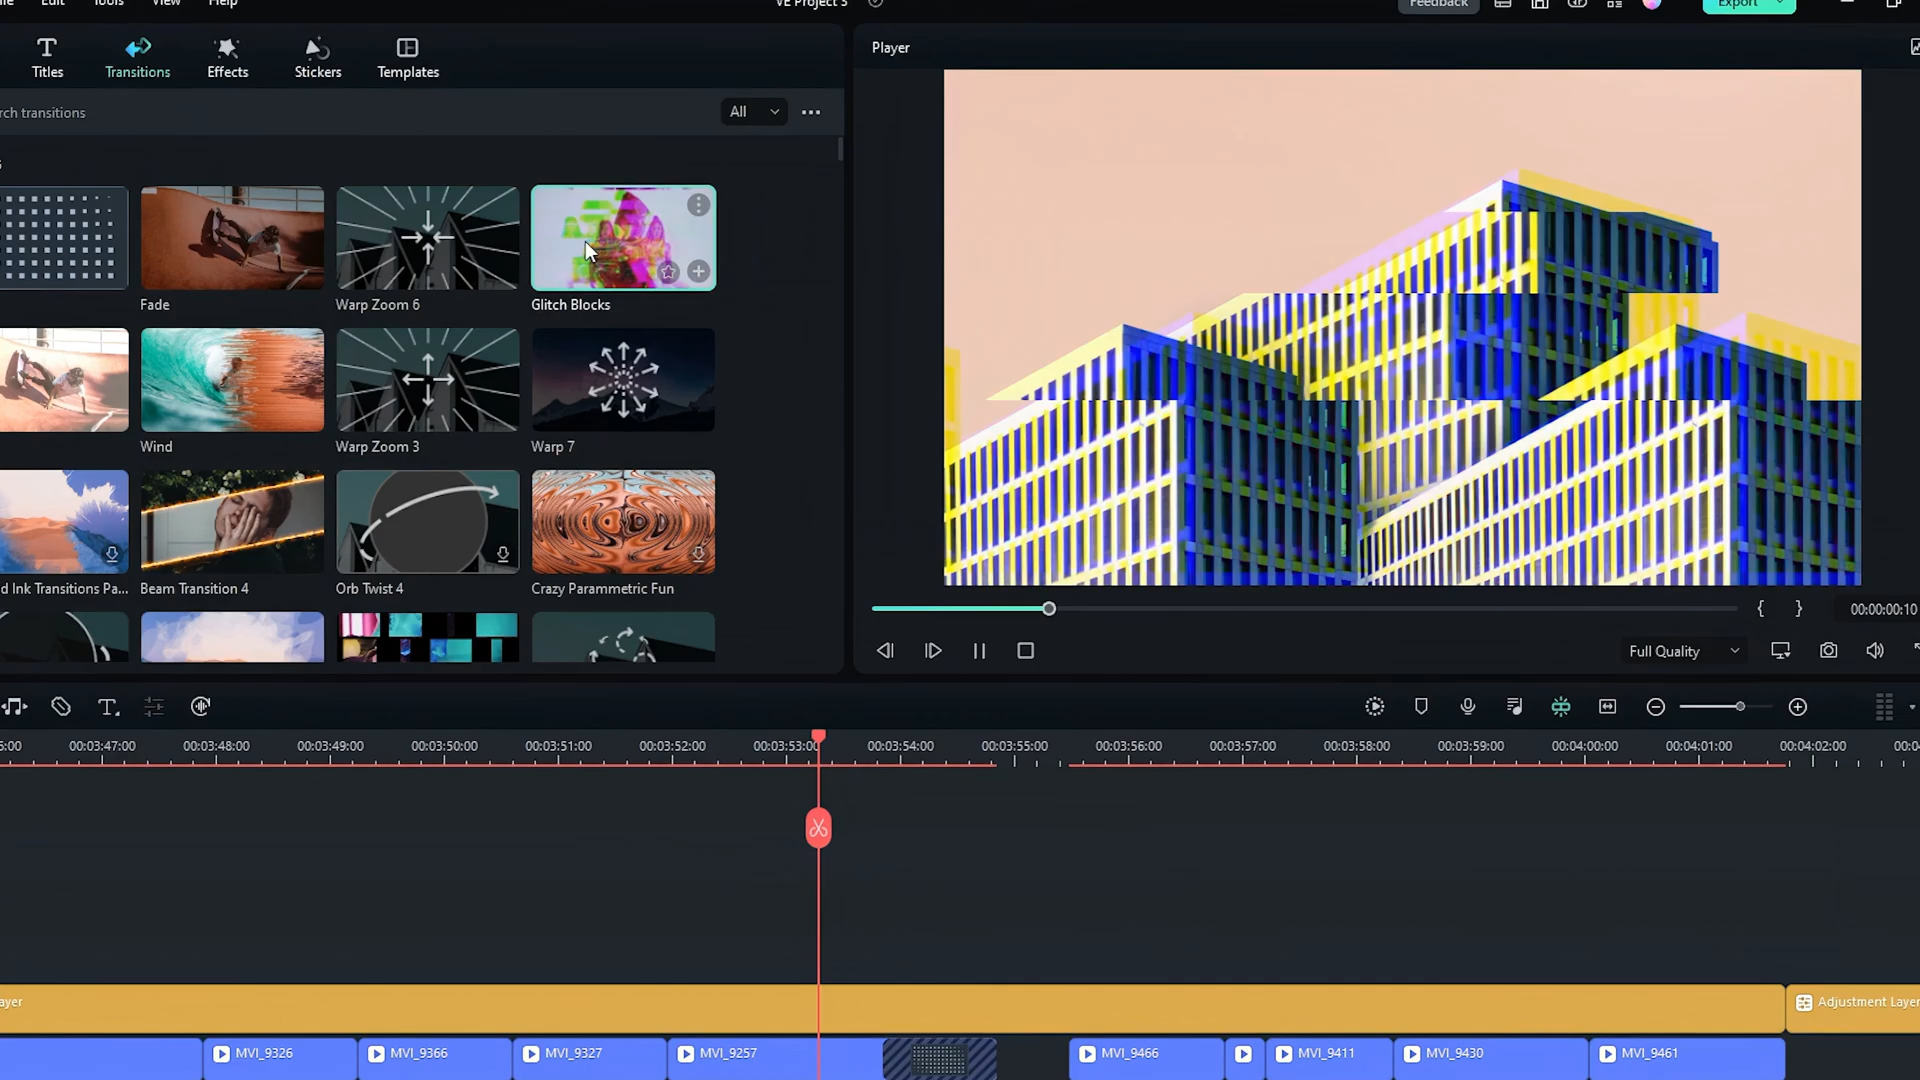 Edit Tools View Help
VE Project 3
Feedback
Export
Titles
Transitions
Effects
Stickers
Templates
Player
rch transitions
All
Fade
Warp Zoom 6
Glitch Blocks
Wind
Warp Zoom 3
Warp 7
d Ink Transitions Pa...
Beam Transition 4
Orb Twist 4
Crazy Parammetric Fun
{ }
00:00:00:10
Full Quality
00:03:47:00
00:03:48:00
00:03:49:00
00:03:50:00
00:03:51:00
00:03:52:00
00:03:53:00
00:03:54:00
00:03:55:00
00:03:56:00
00:03:57:00
00:03:58:00
00:03:59:00
00:04:00:00
00:04:01:00
00:04:02:00
ayer
Adjustment Layer
MVI_9326
MVI_9366
MVI_9327
MVI_9257
MVI_9466
MVI_9411
MVI_9430
MVI_9461